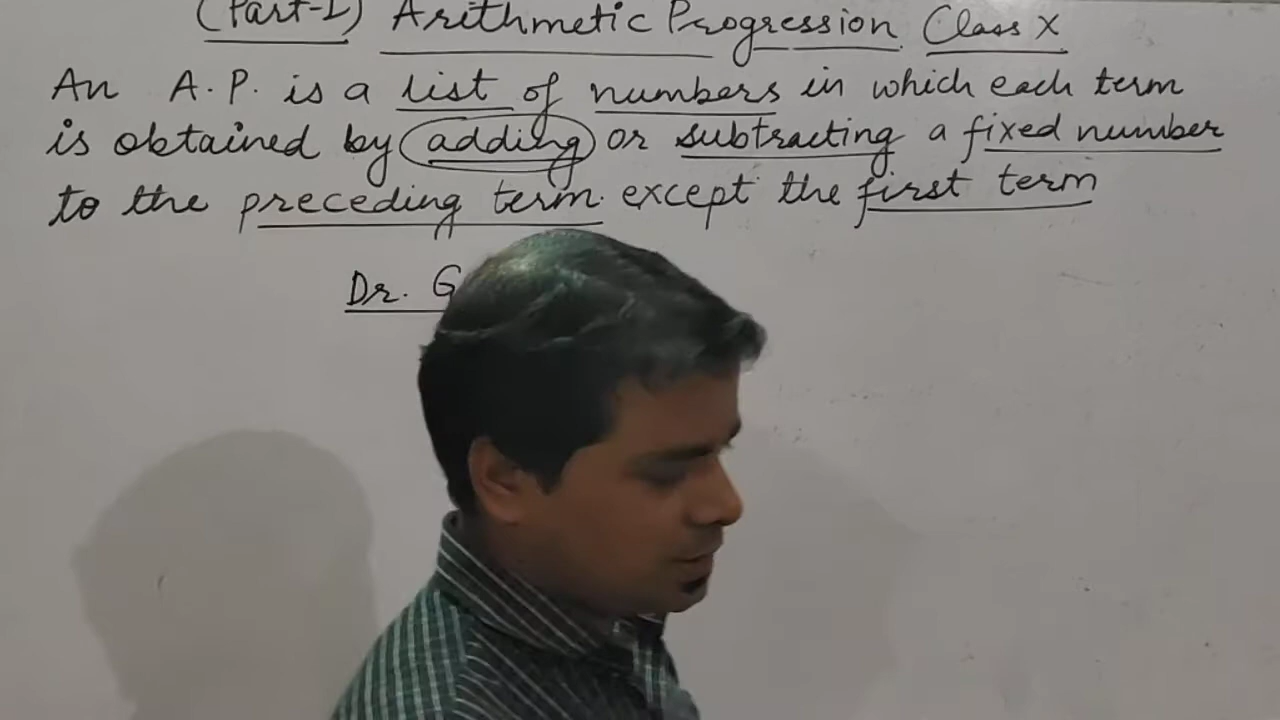 (Part-1) Arithmetic Progression Class X
An A.P. is a list of numbers in which each term
is obtained by adding or subtracting a fixed number
to the preceding term except the first term
Dr. G